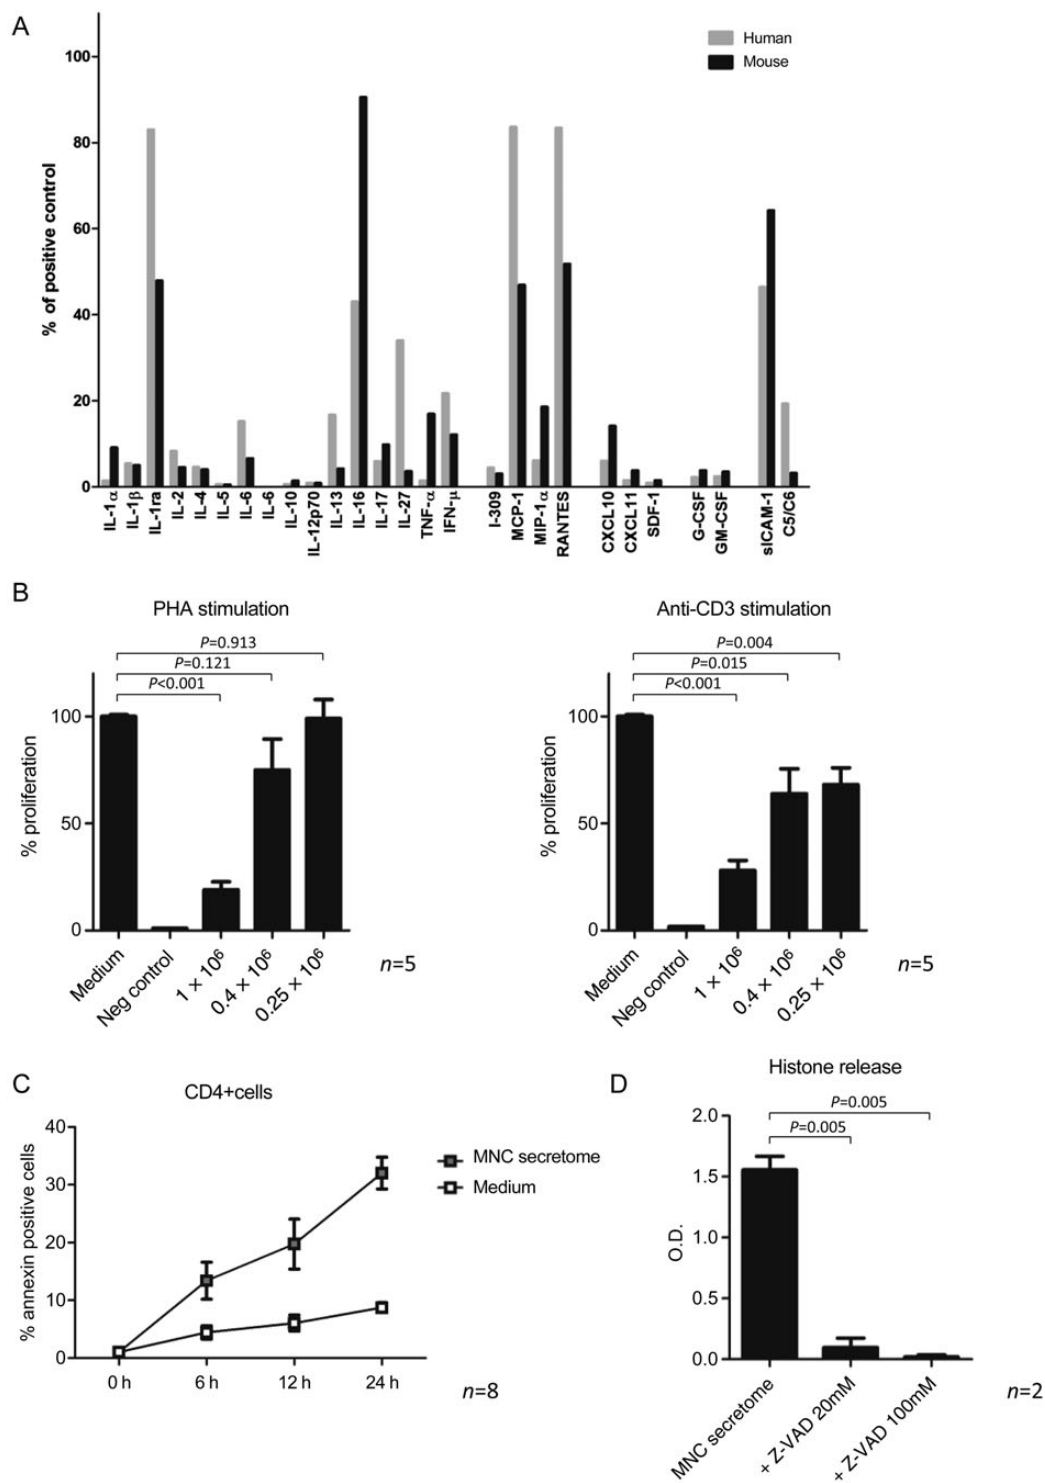 A
Human
Mouse
% of positive control
100
80
60
40
20
0
IL-1α
IL-1β
IL-1ra
IL-2
IL-4
IL-5
IL-6
IL-6
IL-10
IL-12p70
IL-13
IL-16
IL-17
IL-27
TNF-α
IFN-μ
I-309
MCP-1
MIP-1α
RANTES
CXCL10
CXCL11
SDF-1
G-CSF
GM-CSF
sICAM-1
C5/C6
B
PHA stimulation
P=0.913
P=0.121
P<0.001
% proliferation
100
50
0
Medium
Neg control
1 × 10⁶
0.4 × 10⁶
0.25 × 10⁶
n=5
Anti-CD3 stimulation
P=0.004
P=0.015
P<0.001
% proliferation
100
50
0
Medium
Neg control
1 × 10⁶
0.4 × 10⁶
0.25 × 10⁶
n=5
C
CD4+cells
% annexin positive cells
40
30
20
10
0
0 h
6 h
12 h
24 h
MNC secretome
Medium
n=8
D
Histone release
P=0.005
P=0.005
O.D.
2.0
1.5
1.0
0.5
0.0
MNC secretome
+ Z-VAD 20mM
+ Z-VAD 100mM
n=2